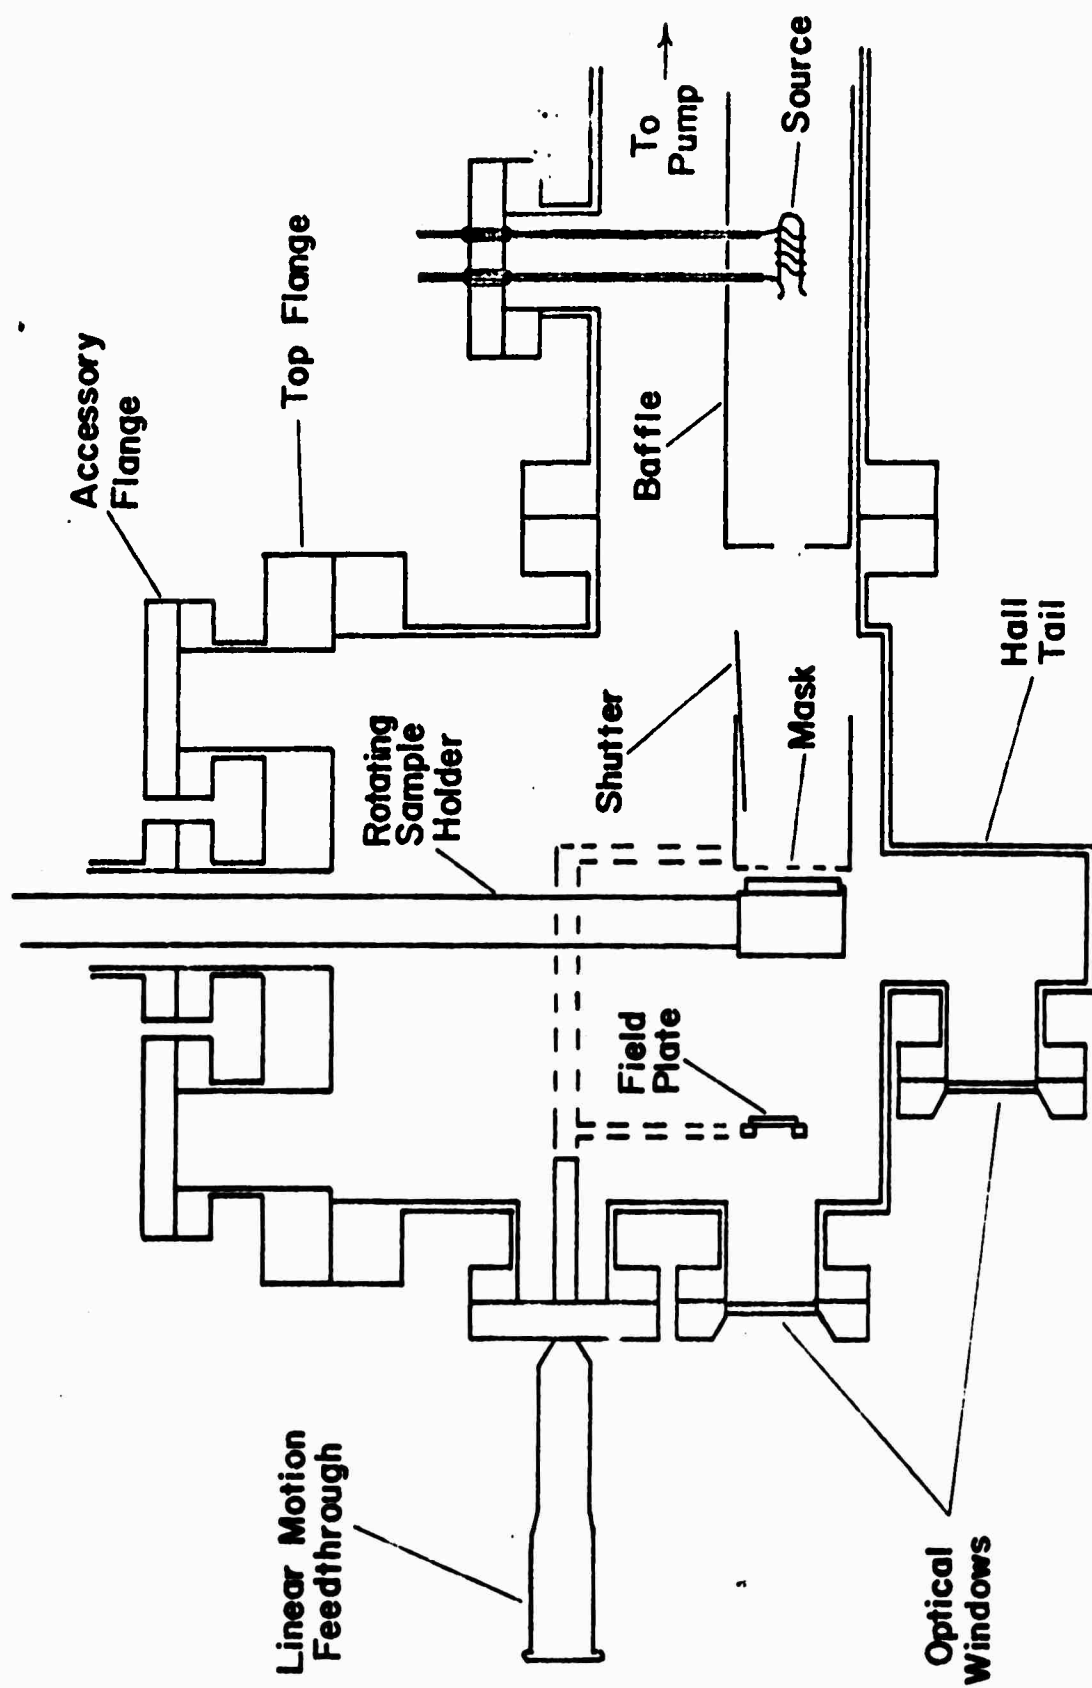 Accessory
Flange
Top Flange
Linear Motion
Feedthrough
Rotating
Sample
Holder
Shutter
Field
Plate
Baffle
To
Pump
Mask
Source
Optical
Windows
Hall
Tail